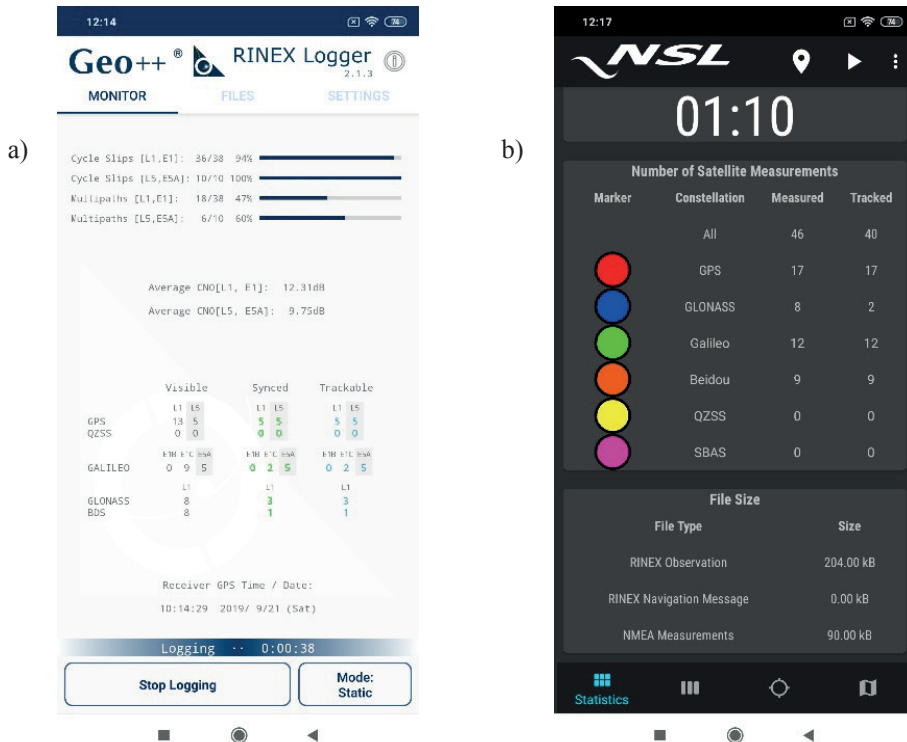 a)
12:14
74
Geo++ ® RINEX Logger
2.1.3
MONITOR FILES SETTINGS
Cycle Slips [L1,E1]: 36/38 94%
Cycle Slips [L5,E5A]: 10/10 100%
Multipaths [L1,E1]: 18/38 47%
Multipaths [L5,E5A]: 6/10 60%
Average CNO[L1, E1]: 12.31dB
Average CNO[L5, E5A]: 9.75dB
Visible Synced Trackable
L1 L5 L1 L5 L1 L5
GPS 13 5 5 5 5 5
QZSS 0 0 0 0 0 0
E1B E1C E5A E1B E1C E5A E1B E1C E5A
GALILEO 0 9 5 0 2 5 0 2 5
L1 L1 L1
GLONASS 8 3 3
BDS 8 1 1
Receiver GPS Time / Date:
10:14:29 2019/ 9/21 (Sat)
Logging ·· 0:00:38
Stop Logging
Mode:
Static
b)
12:17
74
NSL
01:10
Number of Satellite Measurements
Marker Constellation Measured Tracked
All 46 40
GPS 17 17
GLONASS 8 2
Galileo 12 12
Beidou 9 9
QZSS 0 0
SBAS 0 0
File Size
File Type Size
RINEX Observation 204.00 kB
RINEX Navigation Message 0.00 kB
NMEA Measurements 90.00 kB
Statistics